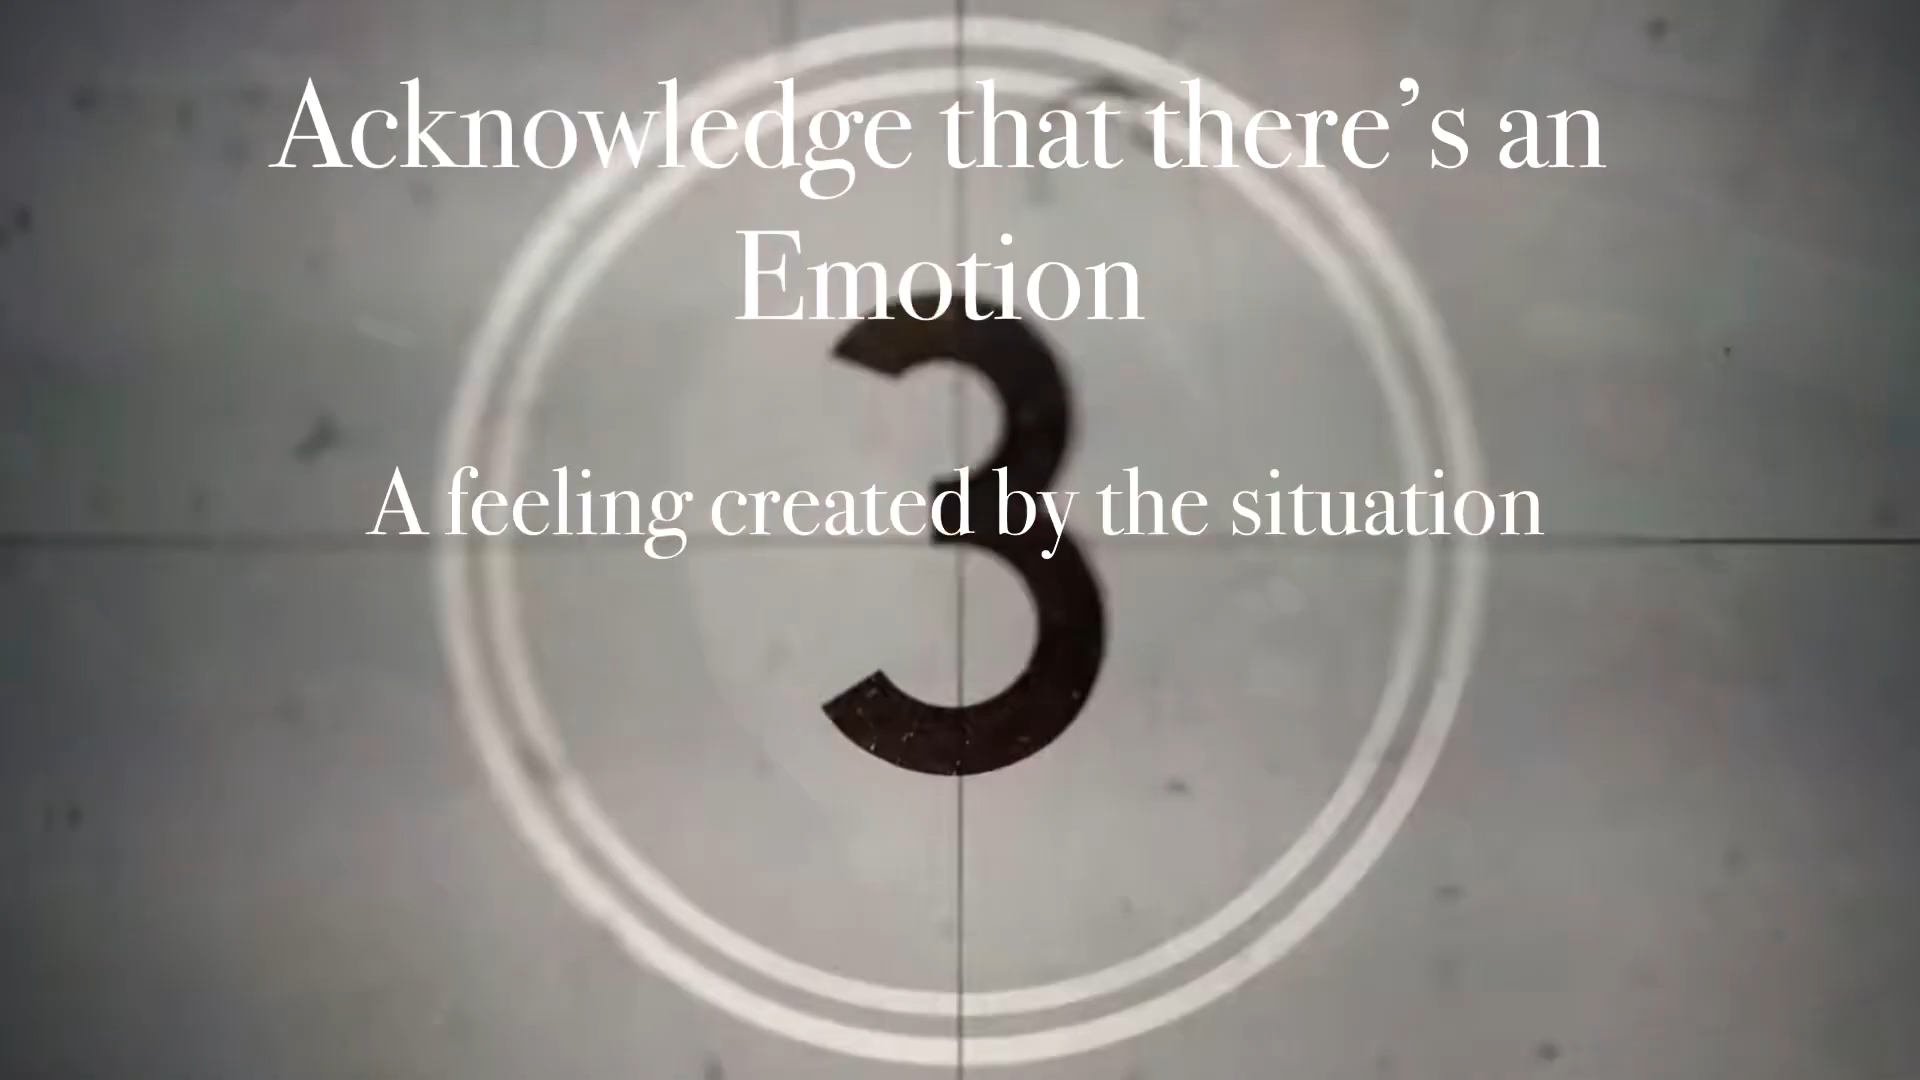 Acknowledge that there’s an
Emotion
3
A feeling created by the situation